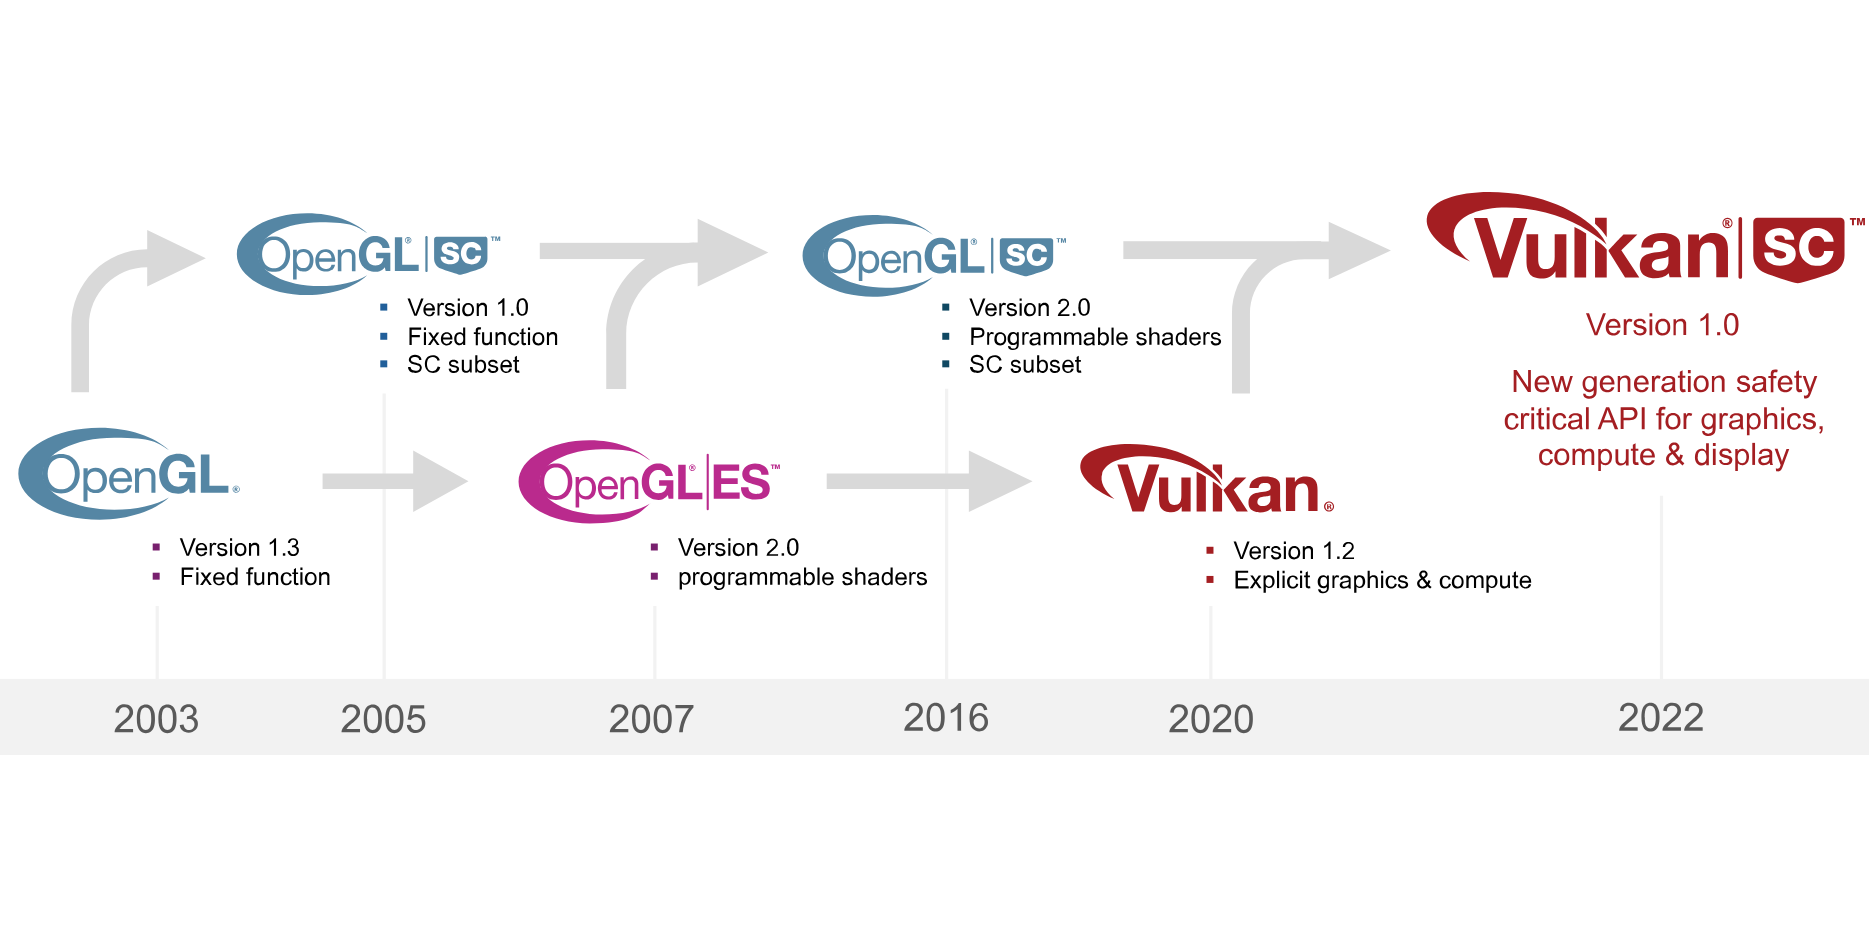 OpenGL® | SC™
▪ Version 1.0
▪ Fixed function
▪ SC subset
OpenGL® | SC™
▪ Version 2.0
▪ Programmable shaders
▪ SC subset
Vulkan® | SC™
Version 1.0
New generation safety
critical API for graphics,
compute & display
OpenGL®
▪ Version 1.3
▪ Fixed function
OpenGL® | ES™
▪ Version 2.0
▪ programmable shaders
Vulkan®
▪ Version 1.2
▪ Explicit graphics & compute
2003
2005
2007
2016
2020
2022